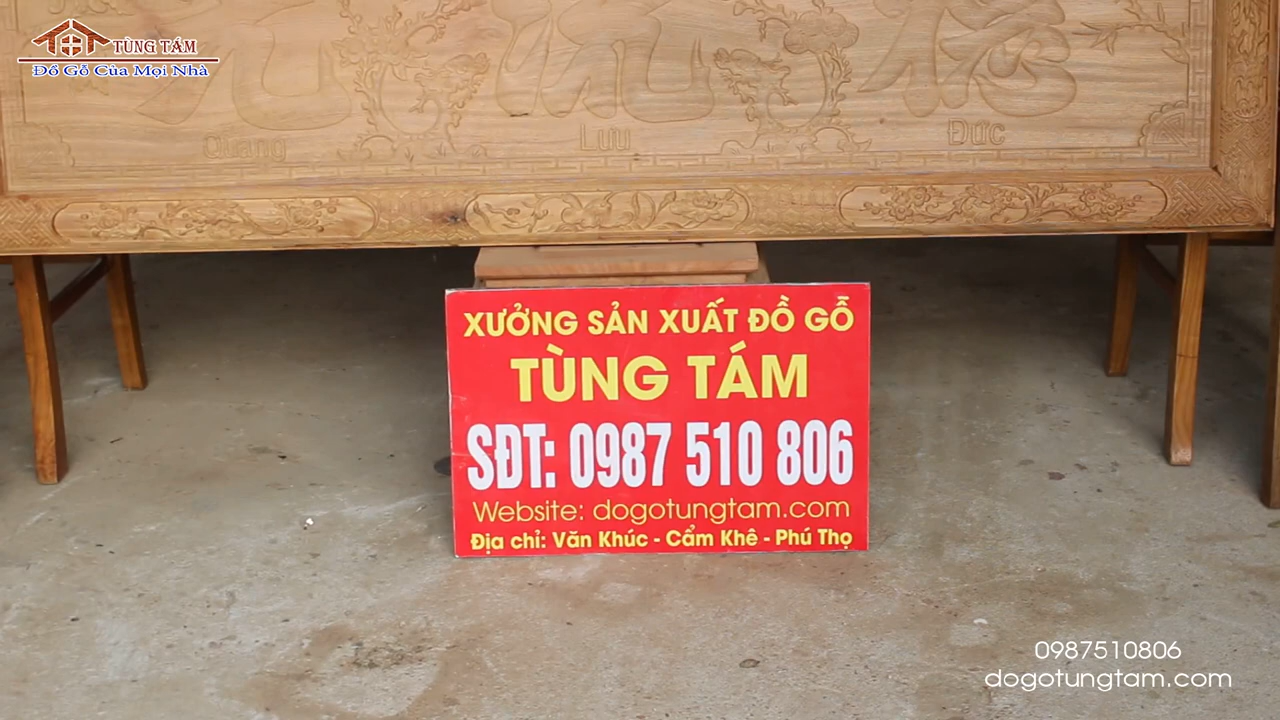 TÙNG TÁM
Đồ Gỗ Của Mọi Nhà
Quang Lưu Đức
XƯỞNG SẢN XUẤT ĐỒ GỖ
TÙNG TÁM
SĐT: 0987 510 806
Website: dogotungtam.com
Địa chỉ: Văn Khúc - Cẩm Khê - Phú Thọ
0987510806
dogotungtam.com